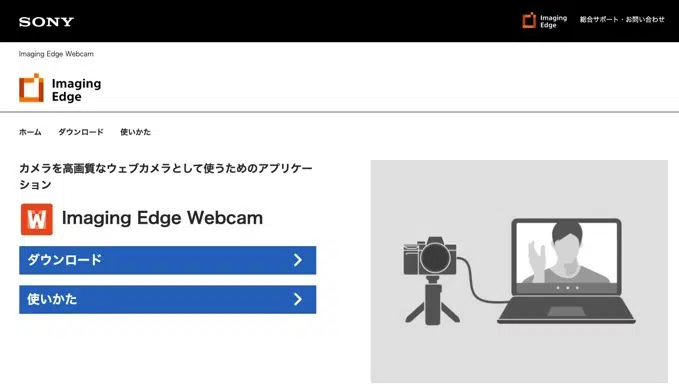 SONY
Imaging
Edge
総合サポート・お問い合わせ
Imaging Edge Webcam
Imaging
Edge
ホーム ダウンロード 使いかた
カメラを高画質なウェブカメラとして使うためのアプリケー
ション
W Imaging Edge Webcam
ダウンロード
使いかた